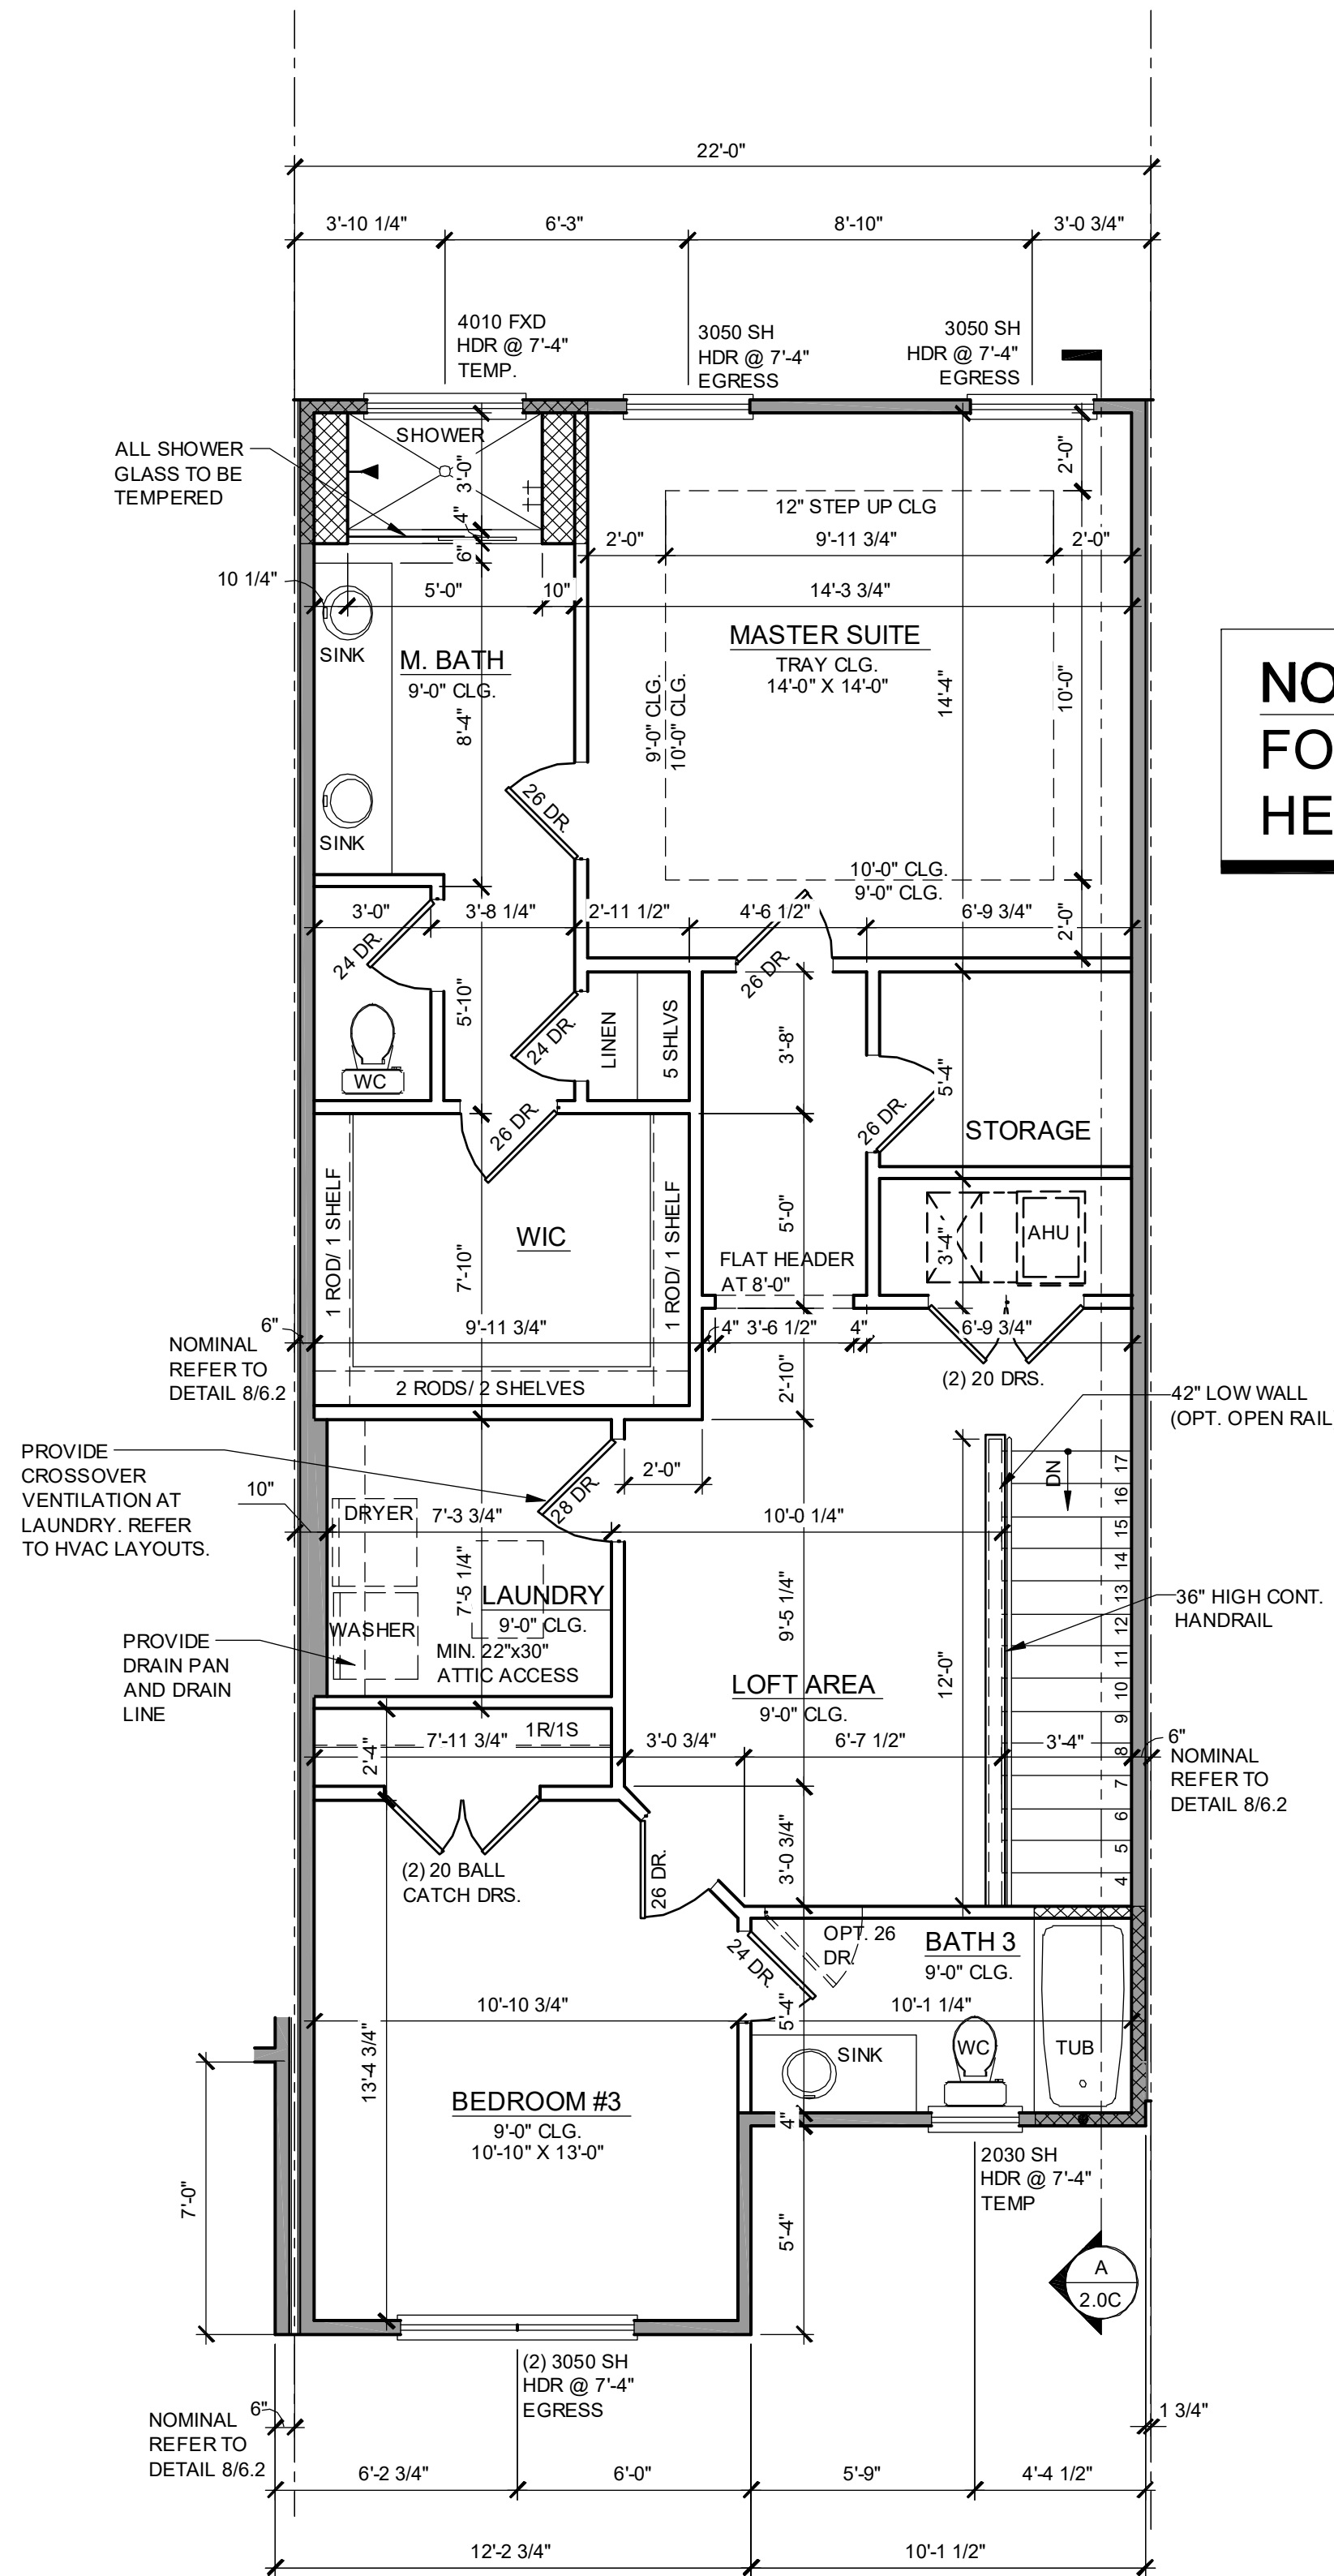 22'-0"
3'-10 1/4"
6'-3"
8'-10"
3'-0 3/4"
4010 FXD
HDR @ 7'-4"
TEMP.
3050 SH
HDR @ 7'-4"
EGRESS
3050 SH
HDR @ 7'-4"
EGRESS
ALL SHOWER
GLASS TO BE
TEMPERED
SHOWER
3'-0"
4"
6"
2'-0"
12" STEP UP CLG
2'-0"
9'-11 3/4"
2'-0"
10 1/4"
5'-0"
10"
14'-3 3/4"
SINK
M. BATH
9'-0" CLG.
8'-4"
MASTER SUITE
TRAY CLG.
14'-0" X 14'-0"
9'-0" CLG.
10'-0" CLG.
14'-4"
10'-0"
NO
FO
HE
26 DR.
SINK
10'-0" CLG.
9'-0" CLG.
3'-0"
3'-8 1/4"
2'-11 1/2"
4'-6 1/2"
6'-9 3/4"
2'-0"
24 DR.
26 DR.
5'-10"
24 DR.
LINEN
5 SHLVS
3'-8"
5'-4"
WC
26 DR.
26 DR.
STORAGE
1 ROD/ 1 SHELF
WIC
7'-10"
1 ROD/ 1 SHELF
5'-0"
3'-4"
AHU
FLAT HEADER
AT 8'-0"
6"
NOMINAL
REFER TO
DETAIL 8/6.2
9'-11 3/4"
4"
3'-6 1/2"
4"
6'-9 3/4"
2 RODS/ 2 SHELVES
2'-10"
(2) 20 DRS.
42" LOW WALL
(OPT. OPEN RAIL
PROVIDE
CROSSOVER
VENTILATION AT
LAUNDRY. REFER
TO HVAC LAYOUTS.
10"
2'-0"
28 DR.
DRYER
7'-3 3/4"
10'-0 1/4"
DN
17
16
15
14
13
12
11
10
9
8
7
6
5
4
7'-5 1/4"
LAUNDRY
9'-0" CLG.
MIN. 22"x30"
ATTIC ACCESS
WASHER
9'-5 1/4"
12'-0"
36" HIGH CONT.
HANDRAIL
PROVIDE
DRAIN PAN
AND DRAIN
LINE
LOFT AREA
9'-0" CLG.
2'-4"
7'-11 3/4"
1R/1S
3'-0 3/4"
6'-7 1/2"
3'-4"
6"
NOMINAL
REFER TO
DETAIL 8/6.2
(2) 20 BALL
CATCH DRS.
26 DR.
3'-0 3/4"
24 DR.
OPT. 26
DR.
BATH 3
9'-0" CLG.
10'-10 3/4"
5'-4"
10'-1 1/4"
13'-4 3/4"
SINK
WC
TUB
BEDROOM #3
9'-0" CLG.
10'-10" X 13'-0"
4"
7'-0"
2030 SH
HDR @ 7'-4"
TEMP
5'-4"
A
2.0C
(2) 3050 SH
HDR @ 7'-4"
EGRESS
6"
NOMINAL
REFER TO
DETAIL 8/6.2
1 3/4"
6'-2 3/4"
6'-0"
5'-9"
4'-4 1/2"
12'-2 3/4"
10'-1 1/2"